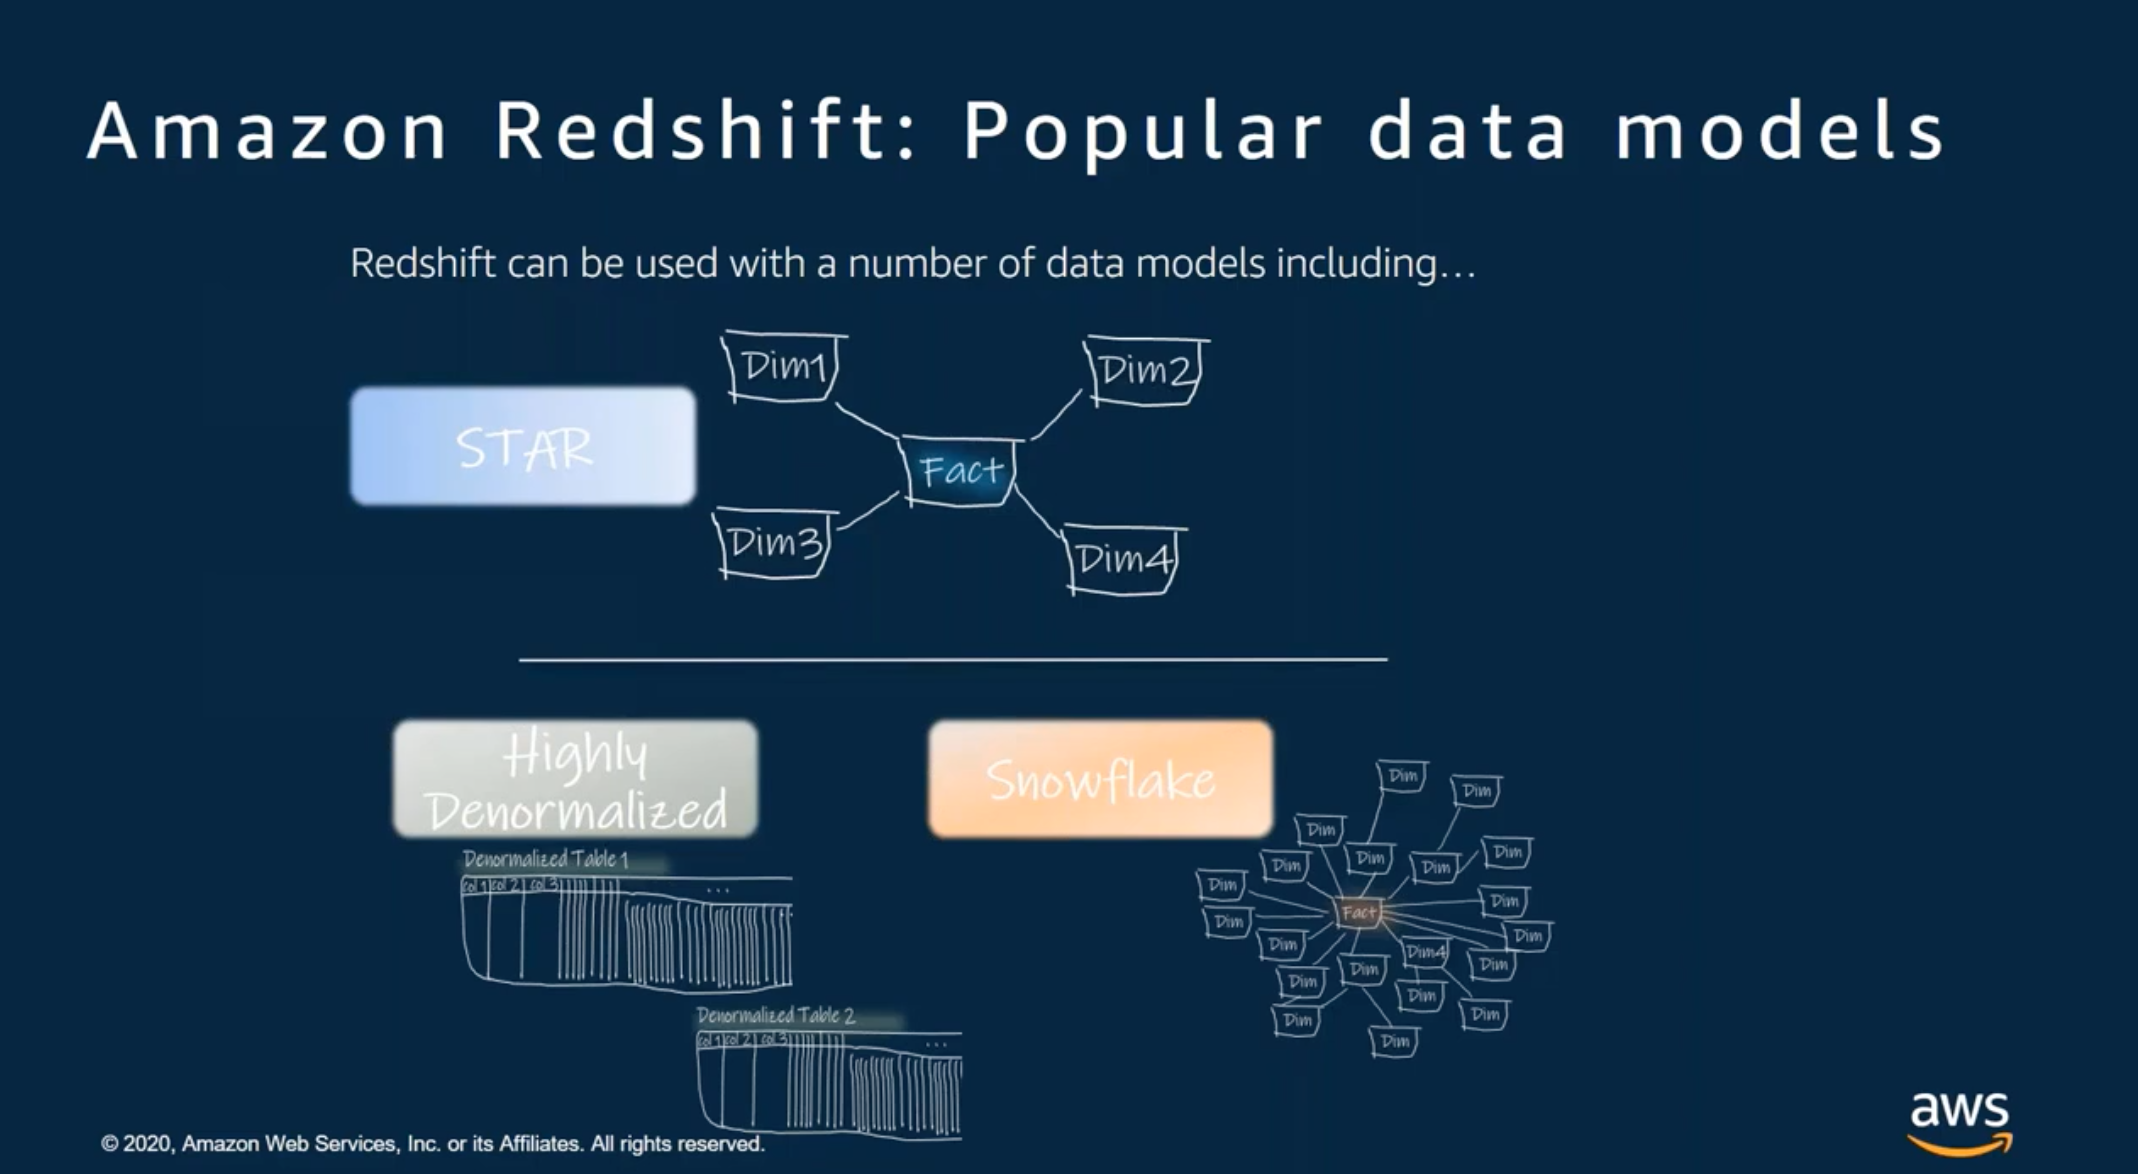 Amazon Redshift: Popular data models
Redshift can be used with a number of data models including...
STAR
Dim1
Dim2
Fact
Dim3
Dim4
Highly
Denormalized
Snowflake
Denormalized Table 1
col 1 col 2 col 3 ...
Denormalized Table 2
col 1 col 2 col 3 ...
Dim
Dim
Dim
Dim
Dim
Dim
Dim
Dim
Dim
Fact
Dim
Dim
Dim
Dim4
Dim
Dim
Dim
Dim
Dim
Dim
Dim
© 2020, Amazon Web Services, Inc. or its Affiliates. All rights reserved.
aws